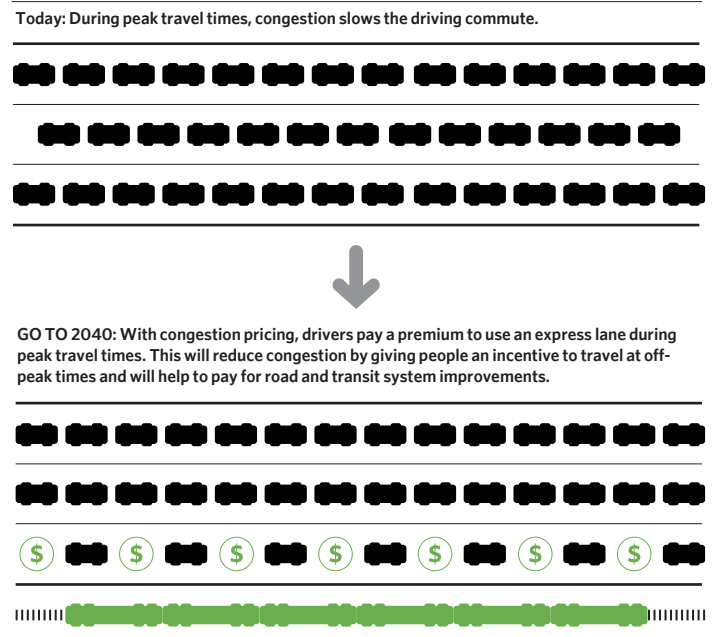 Today: During peak travel times, congestion slows the driving commute.
GO TO 2040: With congestion pricing, drivers pay a premium to use an express lane during
peak travel times. This will reduce congestion by giving people an incentive to travel at off-
peak times and will help to pay for road and transit system improvements.
$ $ $ $ $ $ $